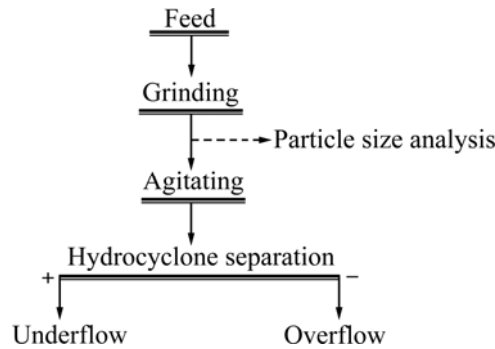 Feed
Grinding
Particle size analysis
Agitating
Hydrocyclone separation
+ −
Underflow Overflow